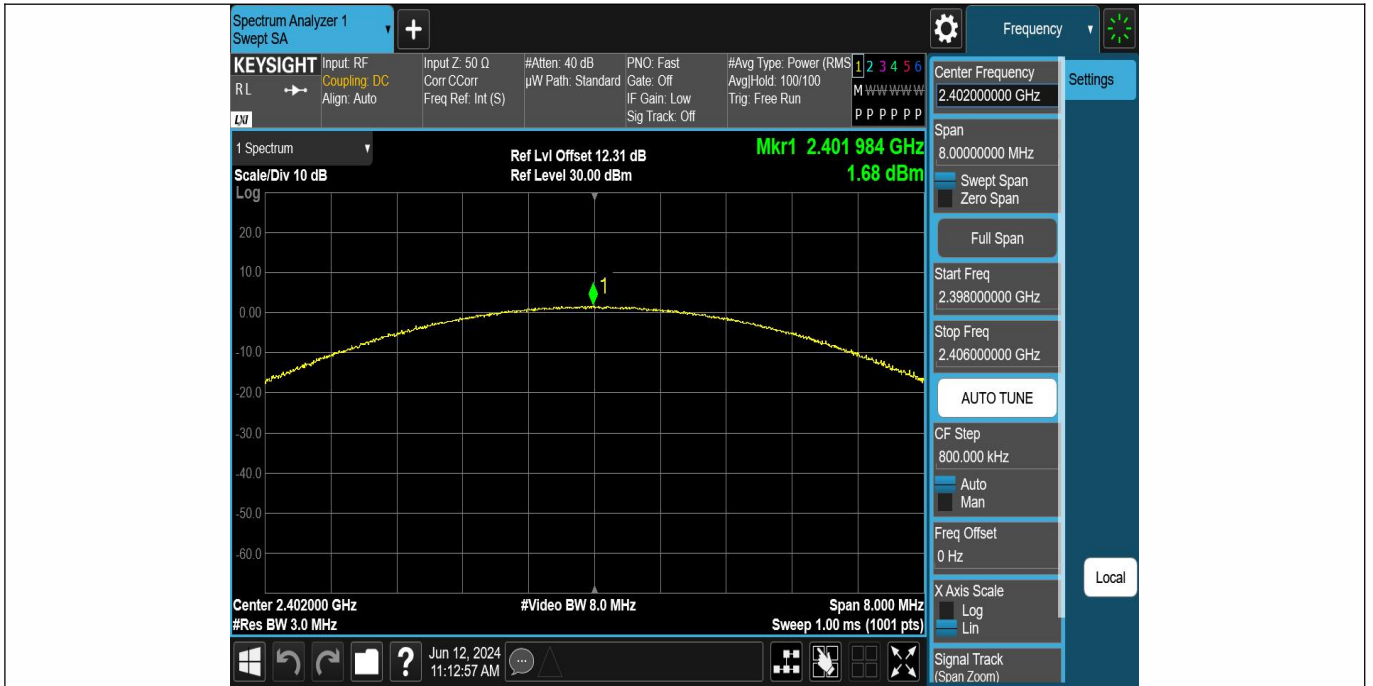 Spectrum Analyzer 1
Swept SA
+
Frequency
KEYSIGHT
RL
LXI
Input: RF
Coupling: DC
Align: Auto
Input Z: 50 Ω
Corr CCorr
Freq Ref: Int (S)
#Atten: 40 dB
µW Path: Standard
PNO: Fast
Gate: Off
IF Gain: Low
Sig Track: Off
#Avg Type: Power (RMS
Avg|Hold: 100/100
Trig: Free Run
1 2 3 4 5 6
M W W W W W
P P P P P P
1 Spectrum
Scale/Div 10 dB
Log
Ref Lvl Offset 12.31 dB
Ref Level 30.00 dBm
Mkr1 2.401 984 GHz
1.68 dBm
20.0
10.0
0.00
-10.0
-20.0
-30.0
-40.0
-50.0
-60.0
1
Center 2.402000 GHz
#Res BW 3.0 MHz
#Video BW 8.0 MHz
Span 8.000 MHz
Sweep 1.00 ms (1001 pts)
Center Frequency
2.402000000 GHz
Settings
Span
8.00000000 MHz
Swept Span
Zero Span
Full Span
Start Freq
2.398000000 GHz
Stop Freq
2.406000000 GHz
AUTO TUNE
CF Step
800.000 kHz
Auto
Man
Freq Offset
0 Hz
X Axis Scale
Log
Lin
Local
Signal Track
(Span Zoom)
?
Jun 12, 2024
11:12:57 AM